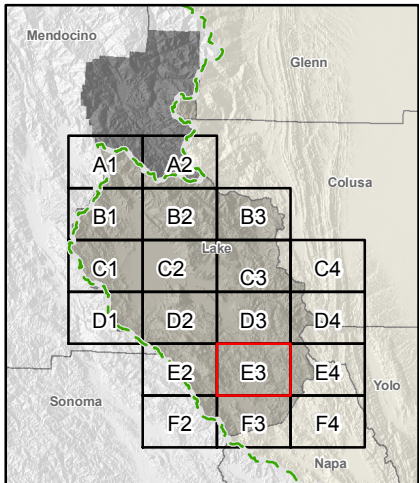 Mendocino
Glenn
A1 A2
Colusa
B1 B2 B3
Lake
C1 C2 C3 C4
D1 D2 D3 D4
E2 E3 E4
Yolo
Sonoma
F2 F3 F4
Napa